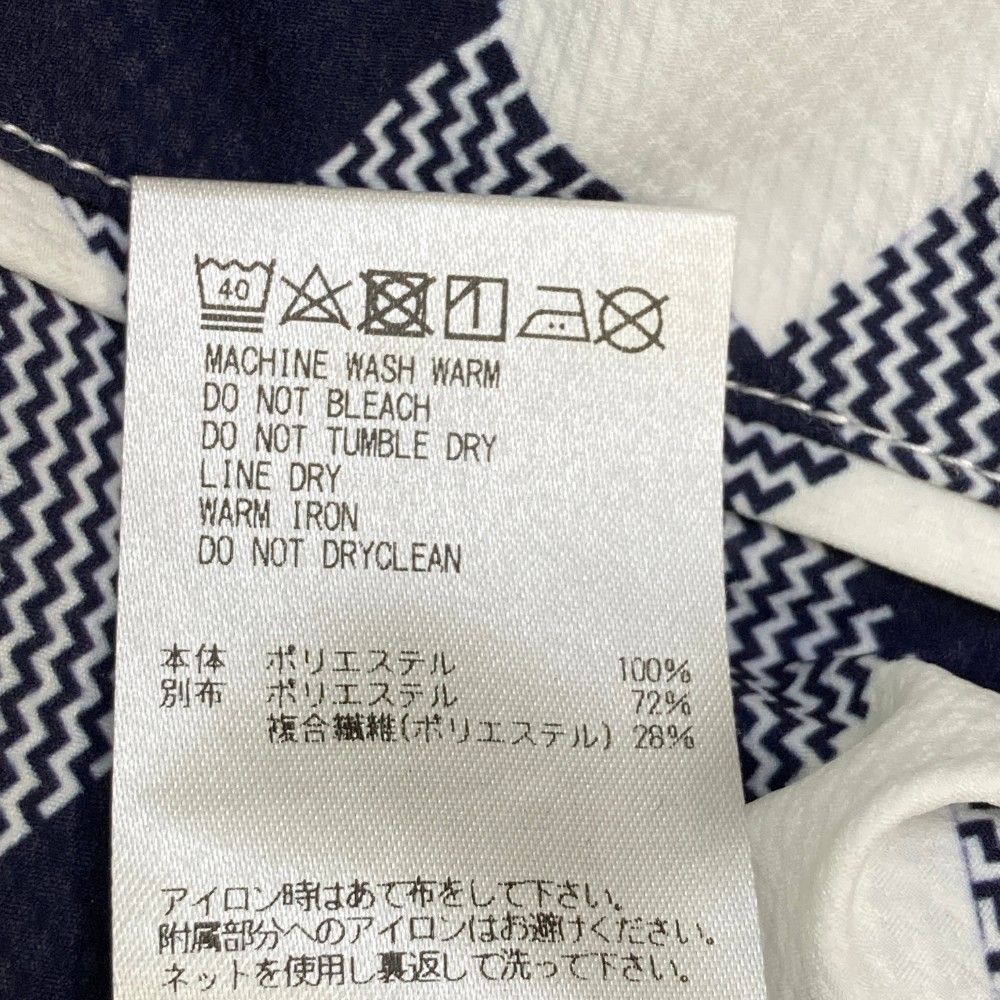 40
MACHINE WASH WARM
DO NOT BLEACH
DO NOT TUMBLE DRY
LINE DRY
WARM IRON
DO NOT DRYCLEAN
本体 ポリエステル 100%
別布 ポリエステル 72%
複合繊維(ポリエステル) 28%
アイロン時はあて布をして下さい。
附属部分へのアイロンはお避けください。
ネットを使用し裏返して洗って下さい。